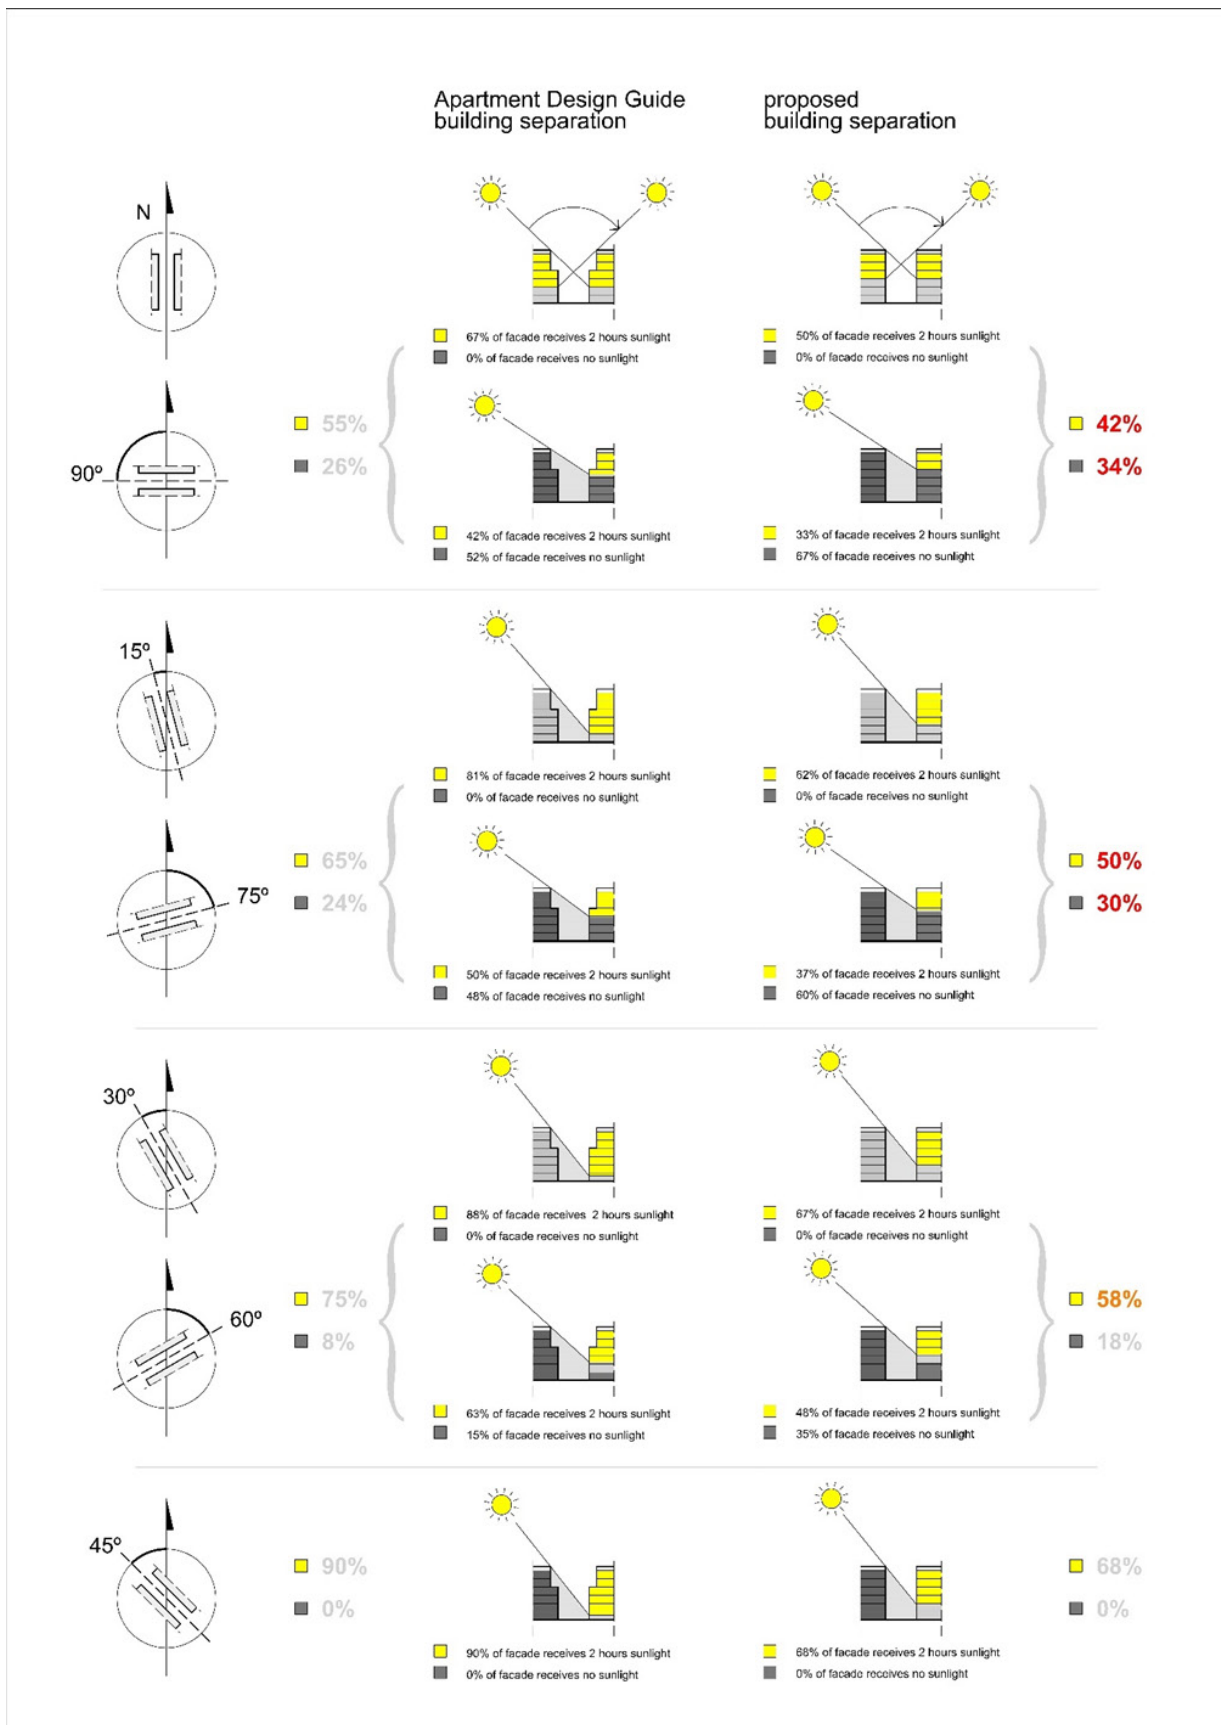 Apartment Design Guide
building separation
proposed
building separation
N
67% of facade receives 2 hours sunlight
0% of facade receives no sunlight
50% of facade receives 2 hours sunlight
0% of facade receives no sunlight
90º
55%
26%
42%
34%
42% of facade receives 2 hours sunlight
52% of facade receives no sunlight
33% of facade receives 2 hours sunlight
67% of facade receives no sunlight
15º
81% of facade receives 2 hours sunlight
0% of facade receives no sunlight
62% of facade receives 2 hours sunlight
0% of facade receives no sunlight
75º
65%
24%
50%
30%
50% of facade receives 2 hours sunlight
48% of facade receives no sunlight
37% of facade receives 2 hours sunlight
60% of facade receives no sunlight
30º
88% of facade receives 2 hours sunlight
0% of facade receives no sunlight
67% of facade receives 2 hours sunlight
0% of facade receives no sunlight
60º
75%
8%
58%
18%
63% of facade receives 2 hours sunlight
15% of facade receives no sunlight
48% of facade receives 2 hours sunlight
35% of facade receives no sunlight
45º
90%
0%
68%
0%
90% of facade receives 2 hours sunlight
0% of facade receives no sunlight
68% of facade receives 2 hours sunlight
0% of facade receives no sunlight